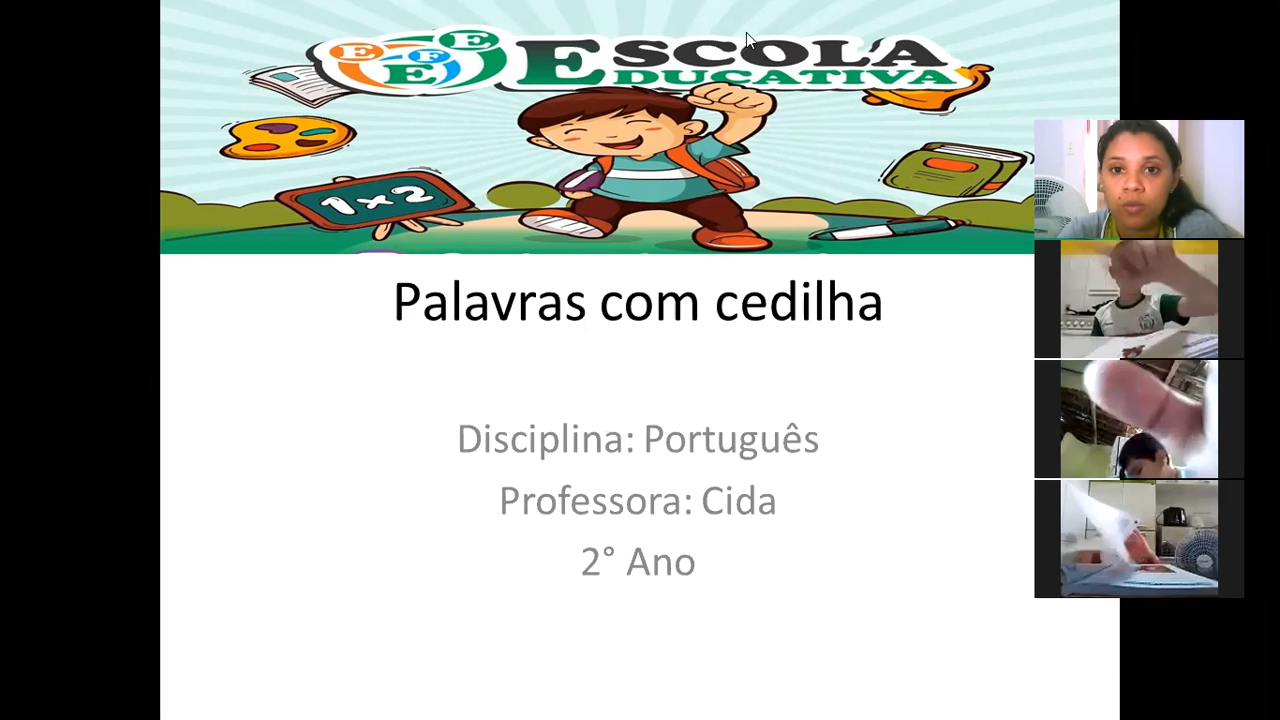 E E
E F
ESCOLA
EDUCATIVA
1x2
Palavras com cedilha
Disciplina: Português
Professora: Cida
2° Ano